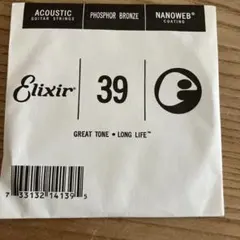 ACOUSTIC
GUITAR STRINGS
PHOSPHOR BRONZE
NANOWEB®
COATING
Elixir
39
GREAT TONE • LONG LIFE™
7 33132 14139 5